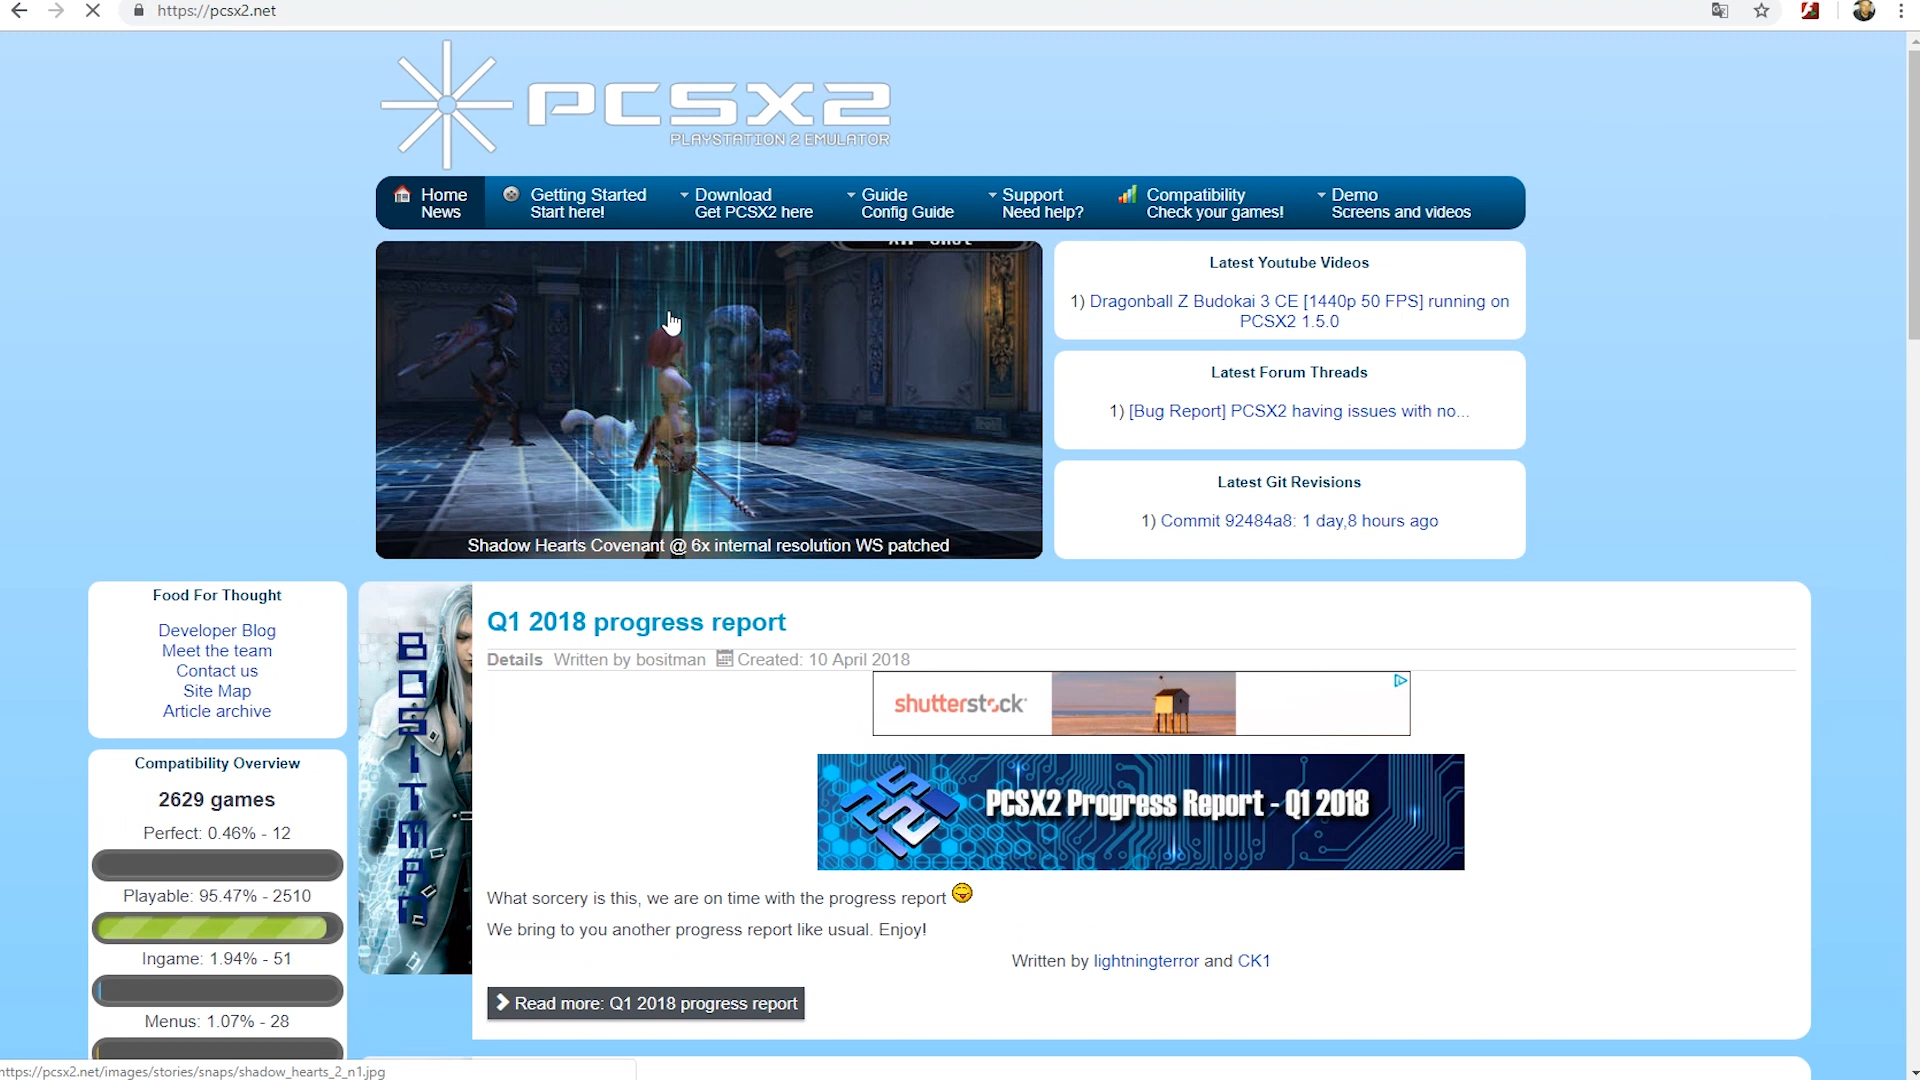 https://pcsx2.net
PCSX2
PLAYSTATION 2 EMULATOR
Home
News
Getting Started
Start here!
Download
Get PCSX2 here
Guide
Config Guide
Support
Need help?
Compatibility
Check your games!
Demo
Screens and videos
Shadow Hearts Covenant @ 6x internal resolution WS patched
Latest Youtube Videos
1) Dragonball Z Budokai 3 CE [1440p 50 FPS] running on
PCSX2 1.5.0
Latest Forum Threads
1) [Bug Report] PCSX2 having issues with no...
Latest Git Revisions
1) Commit 92484a8: 1 day,8 hours ago
Food For Thought
Developer Blog
Meet the team
Contact us
Site Map
Article archive
Compatibility Overview
2629 games
Perfect: 0.46% - 12
Playable: 95.47% - 2510
Ingame: 1.94% - 51
Menus: 1.07% - 28
BOSITMAN
Q1 2018 progress report
Details Written by bositman Created: 10 April 2018
shutterstock
PCSX2 Progress Report - Q1 2018
What sorcery is this, we are on time with the progress report
We bring to you another progress report like usual. Enjoy!
Written by lightningterror and CK1
Read more: Q1 2018 progress report
https://pcsx2.net/images/stories/snaps/shadow_hearts_2_n1.jpg